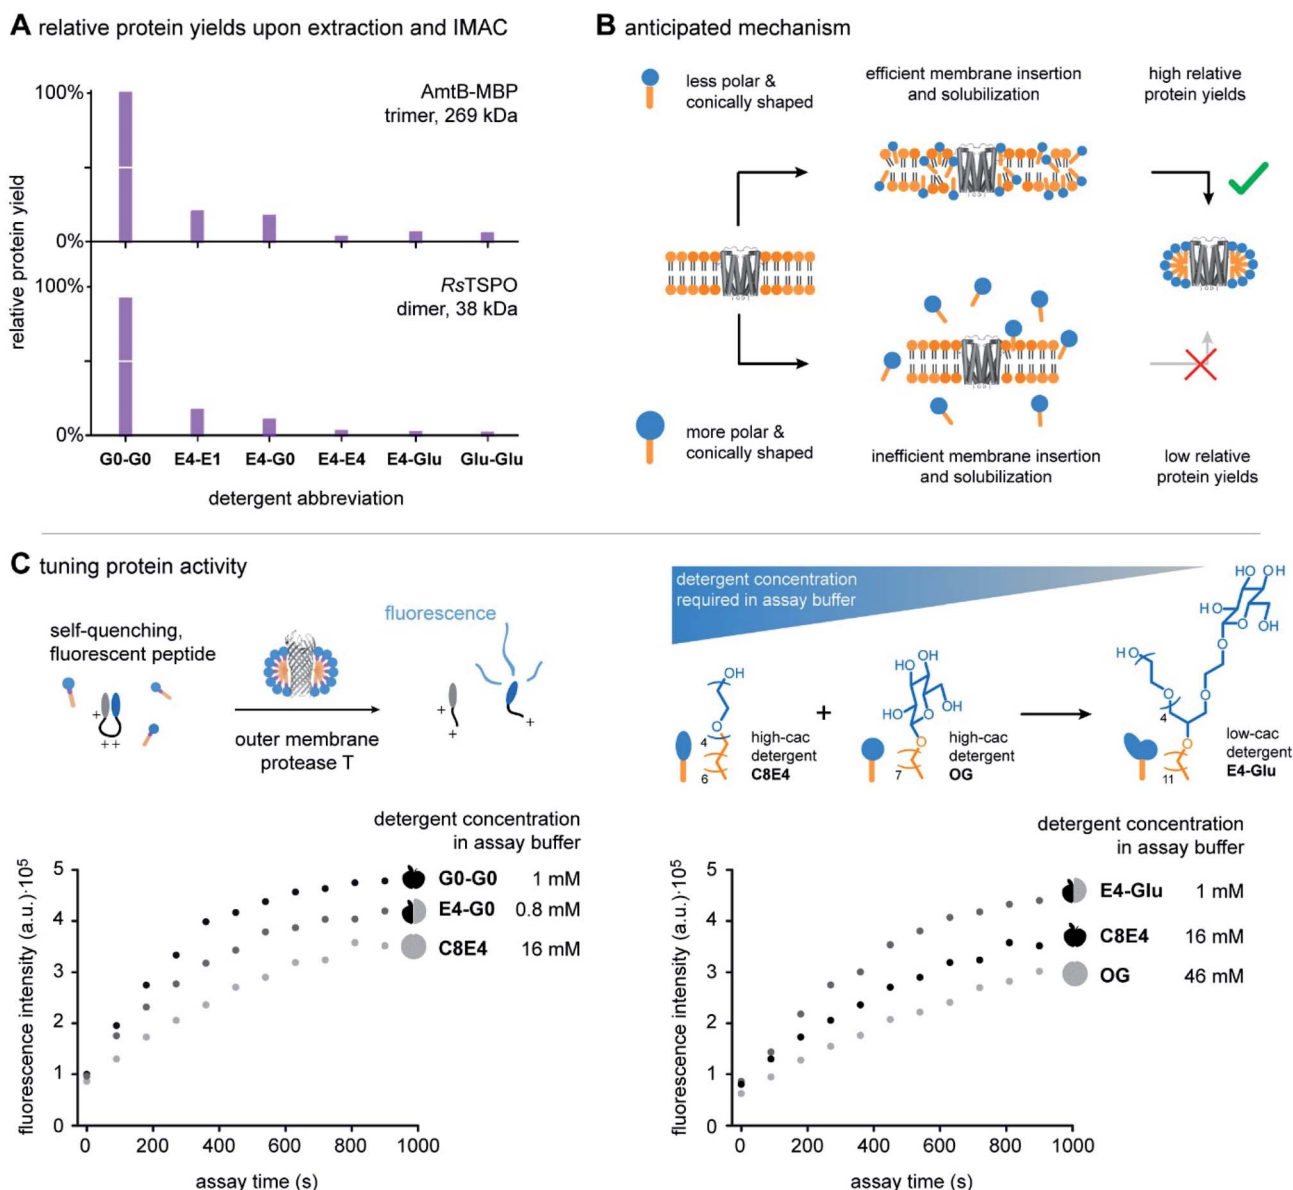 A relative protein yields upon extraction and IMAC
relative protein yield
100%
0%
AmtB-MBP
trimer, 269 kDa
100%
0%
RsTSPO
dimer, 38 kDa
G0-G0 E4-E1 E4-G0 E4-E4 E4-Glu Glu-Glu
detergent abbreviation
B anticipated mechanism
less polar &
conically shaped
efficient membrane insertion
and solubilization
high relative
protein yields
more polar &
conically shaped
inefficient membrane insertion
and solubilization
low relative
protein yields
C tuning protein activity
self-quenching,
fluorescent peptide
+
++
outer membrane
protease T
fluorescence
+
+
detergent concentration
required in assay buffer
OH
O
4
6
high-cac
detergent
C8E4
+
OH
HO
OH
HO
O
O
7
high-cac
detergent
OG
HO OH
HO
O
OH
O
O
HO
O
O
4
O
11
low-cac
detergent
E4-Glu
detergent concentration
in assay buffer
G0-G0 1 mM
E4-G0 0.8 mM
C8E4 16 mM
fluorescence intensity (a.u.)·10⁵
5
4
3
2
1
0
0 200 400 600 800 1000
assay time (s)
detergent concentration
in assay buffer
E4-Glu 1 mM
C8E4 16 mM
OG 46 mM
fluorescence intensity (a.u.)·10⁵
5
4
3
2
1
0
0 200 400 600 800 1000
assay time (s)